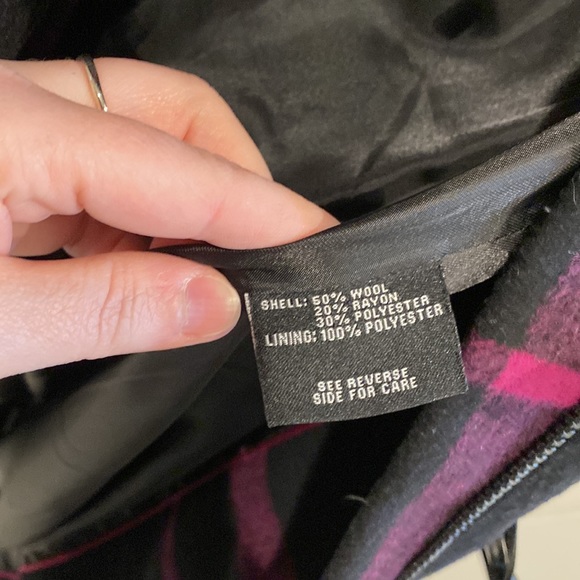 SHELL: 50% WOOL
20% RAYON
30% POLYESTER
LINING: 100% POLYESTER
SEE REVERSE
SIDE FOR CARE